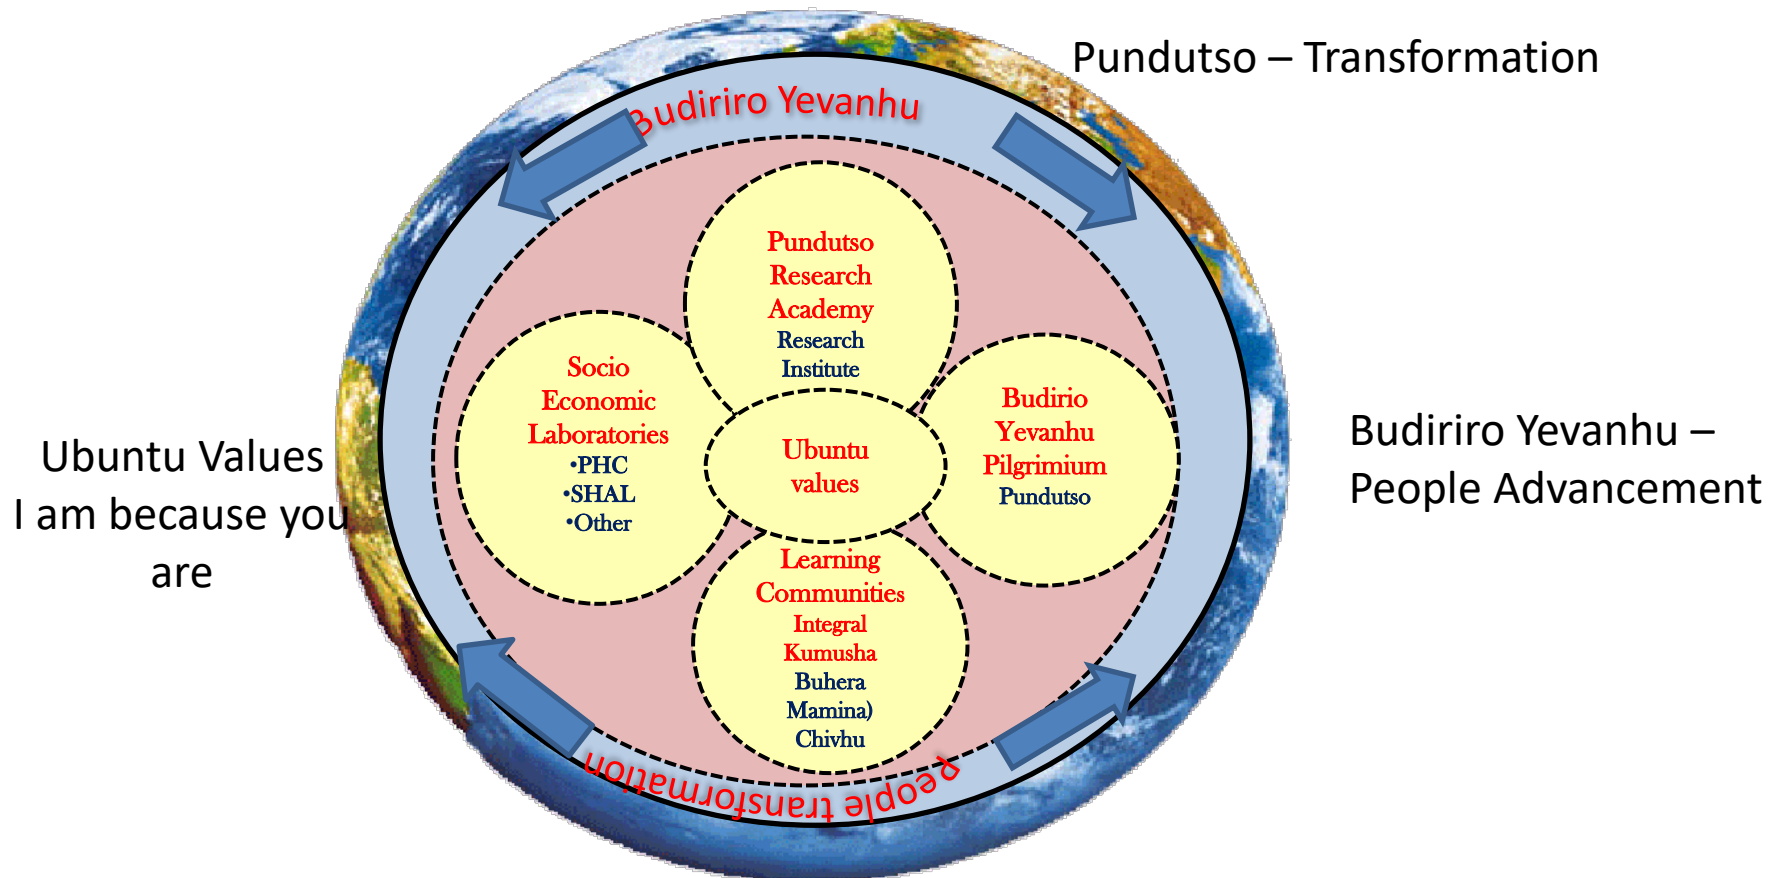 Pundutso – Transformation
Budiriro Yevanhu
Pundutso
Research
Academy
Research
Institute
Socio
Economic
Laboratories
•PHC
•SHAL
•Other
Ubuntu
values
Budirio
Yevanhu
Pilgrimium
Pundutso
Learning
Communities
Integral
Kumusha
Buhera
Mamina)
Chivhu
People transformation
Ubuntu Values
I am because you
are
Budiriro Yevanhu –
People Advancement